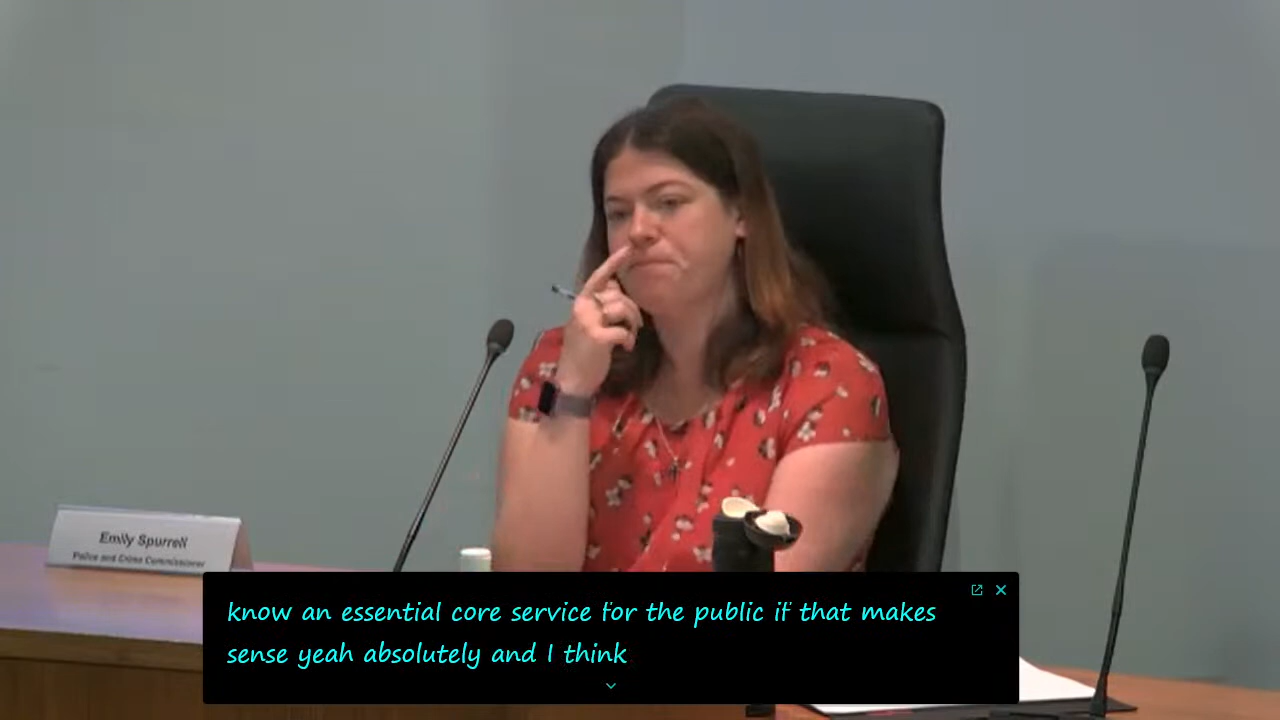 Emily Spurrell
Police and Crime Commissioner
know an essential core service for the public if that makes
sense yeah absolutely and I think